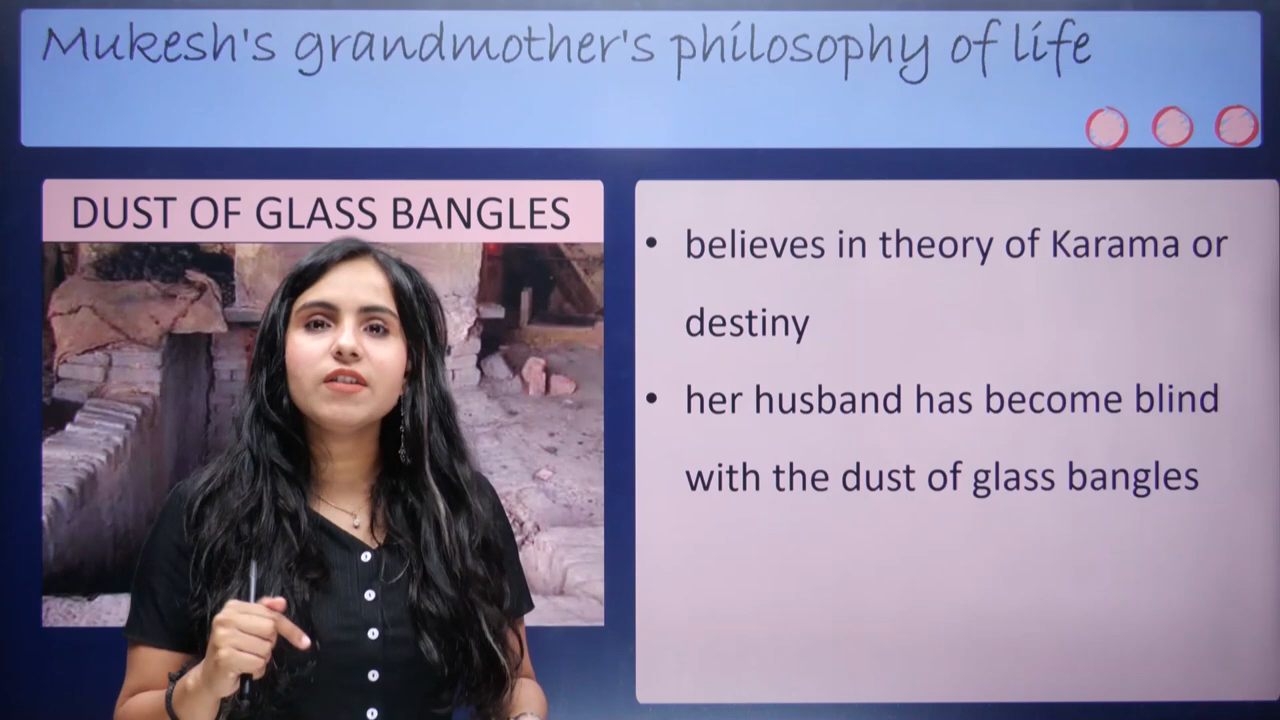 Mukesh's grandmother's philosophy of life
DUST OF GLASS BANGLES
• believes in theory of Karama or
destiny
• her husband has become blind
with the dust of glass bangles